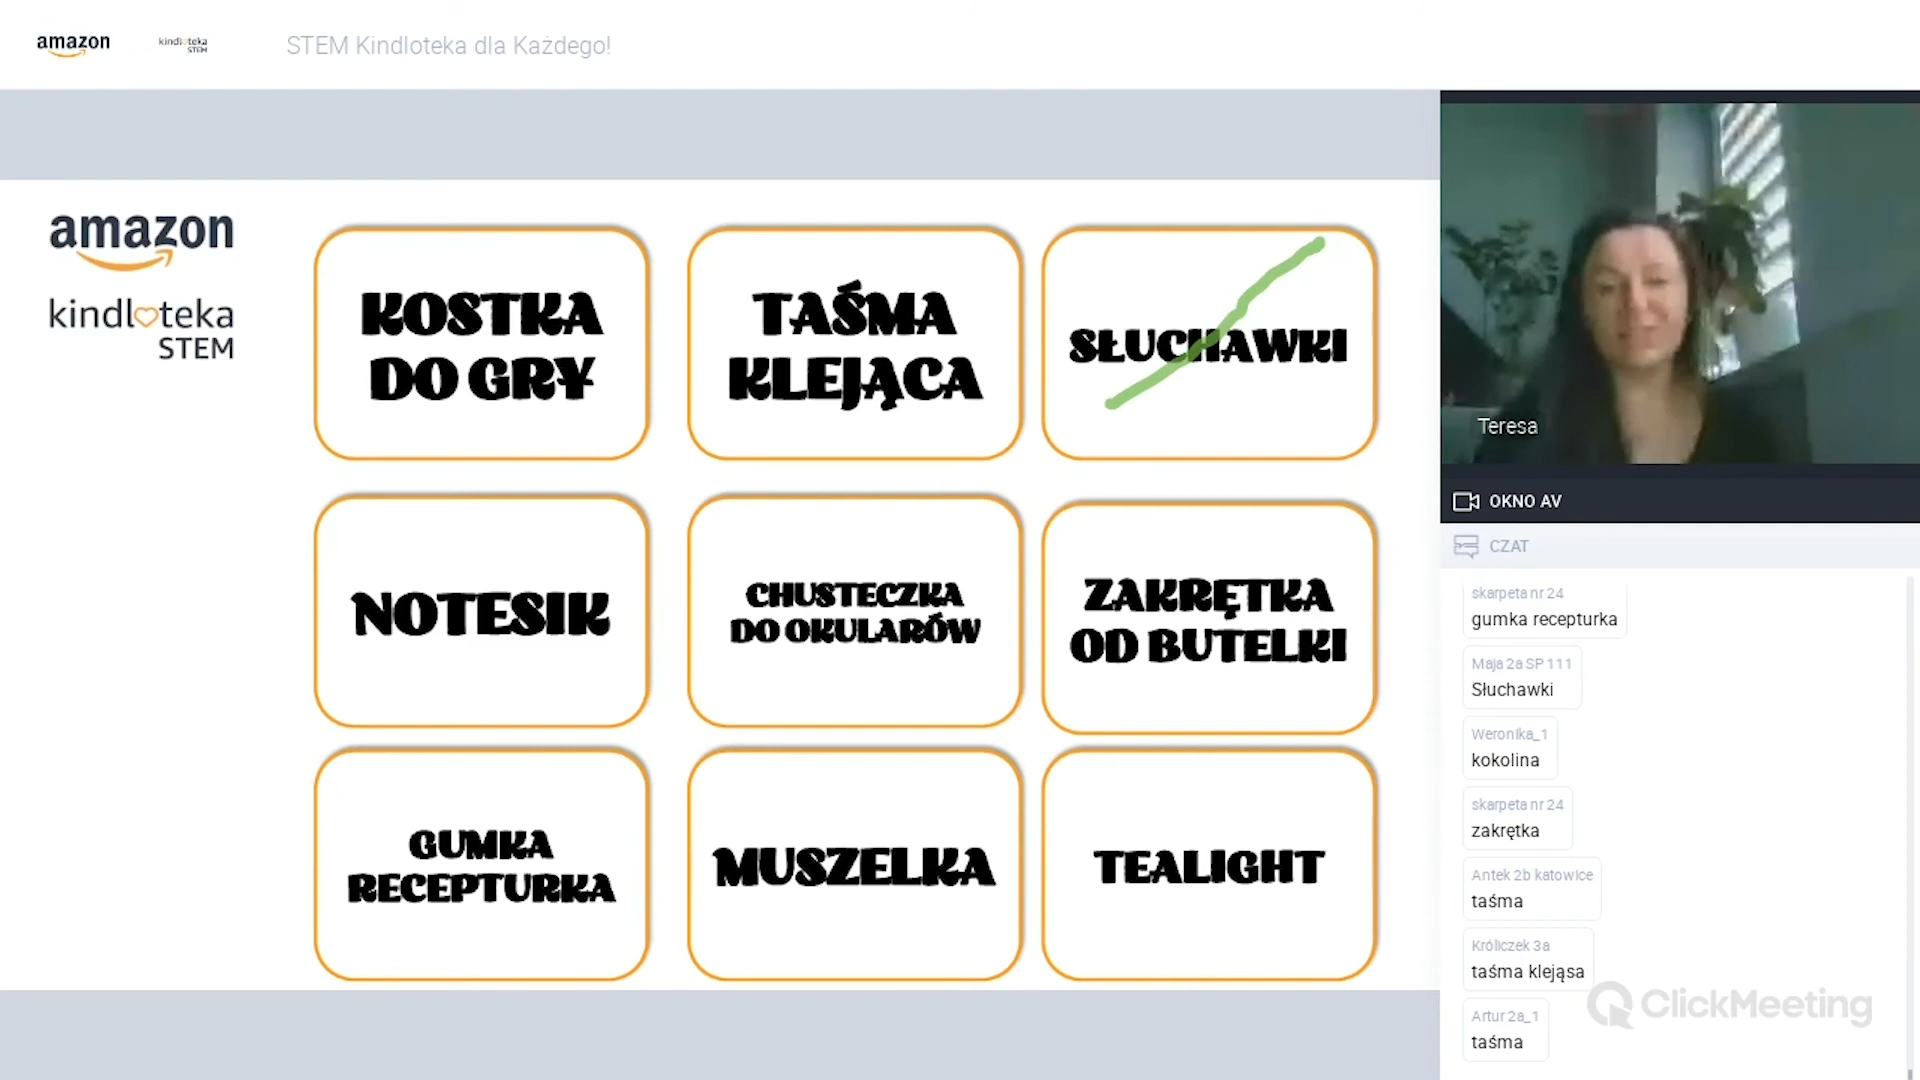 amazon
kindloteka
STEM
STEM Kindloteka dla Każdego!
amazon
kindloteka
STEM
KOSTKA
DO GRY
TAŚMA
KLEJĄCA
SŁUCHAWKI
NOTESIK
CHUSTECZKA
DO OKULARÓW
ZAKRĘTKA
OD BUTELKI
GUMKA
RECEPTURKA
MUSZELKA
TEALIGHT
Teresa
OKNO AV
CZAT
skarpeta nr 24
gumka recepturka
Maja 2a SP 111
Słuchawki
Weronika_1
kokolina
skarpeta nr 24
zakrętka
Antek 2b katowice
taśma
Króliczek 3a
taśma klejąsa
Artur 2a_1
taśma
ClickMeeting